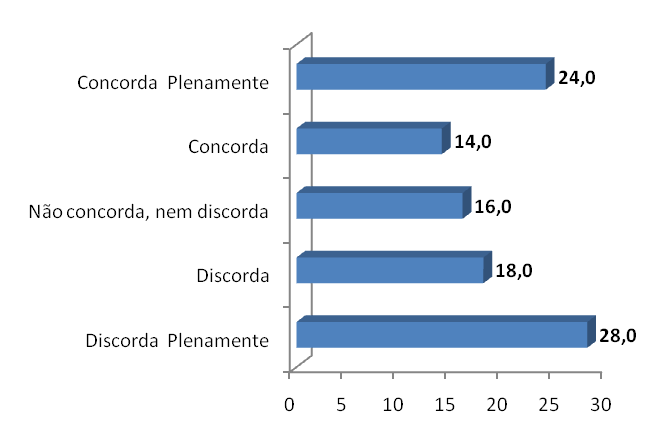 Concorda Plenamente 24,0
Concorda 14,0
Não concorda, nem discorda 16,0
Discorda 18,0
Discorda Plenamente 28,0
0 5 10 15 20 25 30